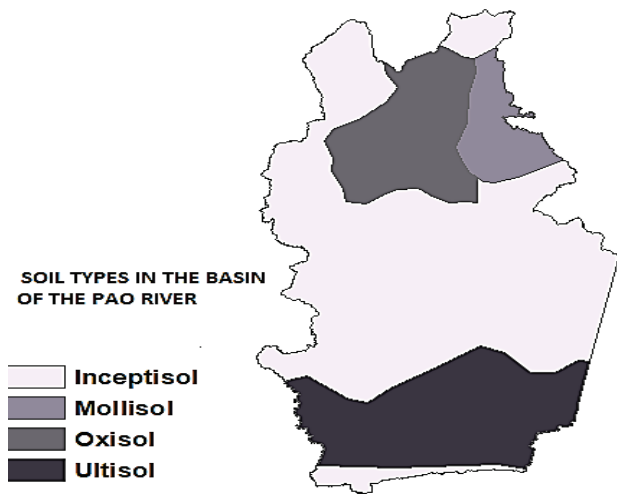 SOIL TYPES IN THE BASIN
OF THE PAO RIVER
Inceptisol
Mollisol
Oxisol
Ultisol